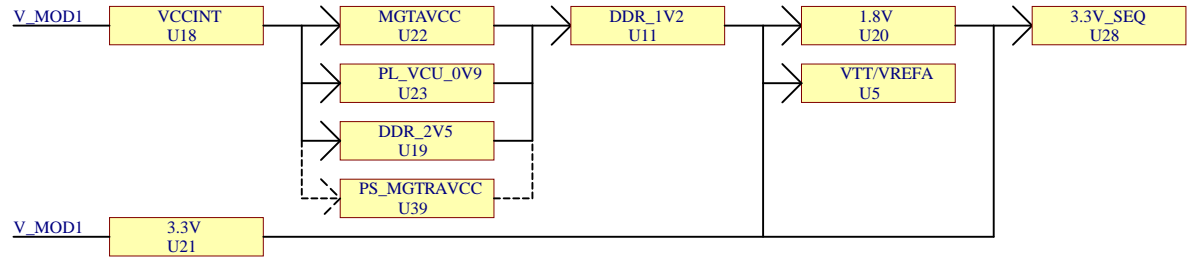 V_MOD1
VCCINT
U18
MGTAVCC
U22
DDR_1V2
U11
1.8V
U20
3.3V_SEQ
U28
PL_VCU_0V9
U23
VTT/VREFA
U5
DDR_2V5
U19
PS_MGTRAVCC
U39
V_MOD1
3.3V
U21